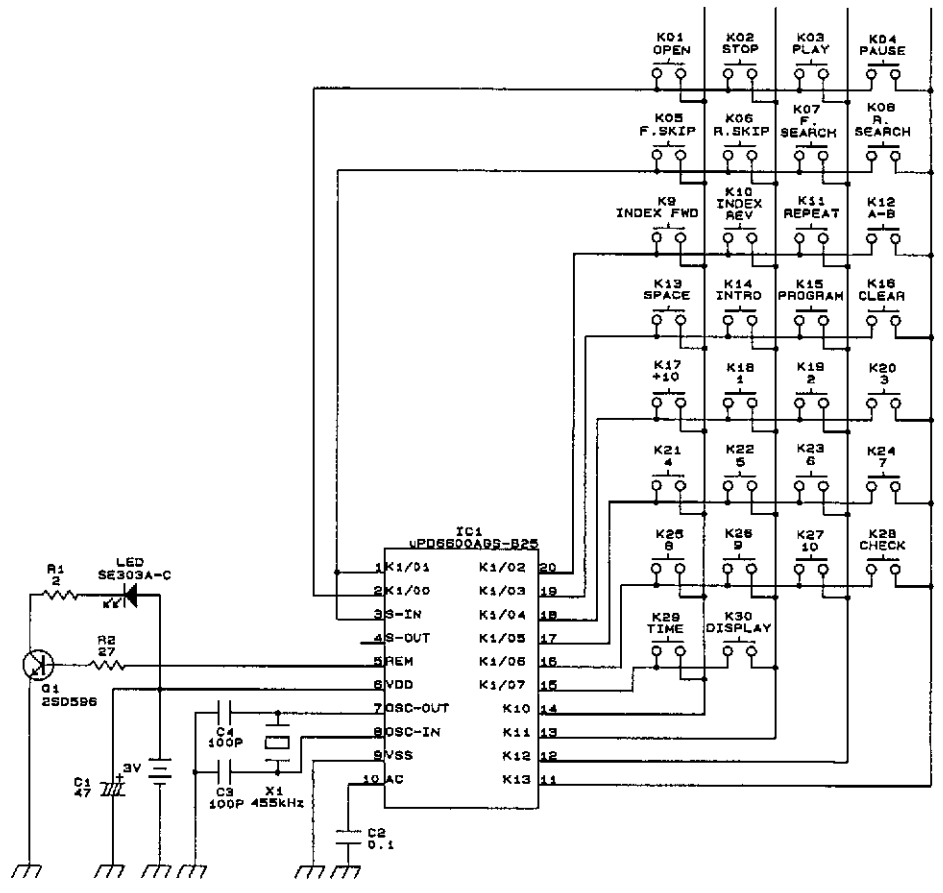 K01 K02 K03 K04
OPEN STOP PLAY PAUSE
K05 K06 K07 K08
F.SKIP R.SKIP F. SEARCH R. SEARCH
K9 K10 K11 K12
INDEX FWD INDEX REV REPEAT A-B
K13 K14 K15 K16
SPACE INTRO PROGRAM CLEAR
K17 K18 K19 K20
+10 1 2 3
K21 K22 K23 K24
4 5 6 7
K25 K26 K27 K28
8 9 10 CHECK
K29 K30
TIME DISPLAY
IC1
uPD6600AGS-B25
1 K1/01 K1/02 20
2 K1/00 K1/03 19
3 S-IN K1/04 18
4 S-OUT K1/05 17
5 REM K1/06 16
6 VDD K1/07 15
7 OSC-OUT K10 14
8 OSC-IN K11 13
9 VSS K12 12
10 AC K13 11
R1
2
LED
SE303A-C
R2
27
Q1
2SD596
C4
100P
C3
100P
X1
455kHz
C1
47
+
3V
C2
0.1